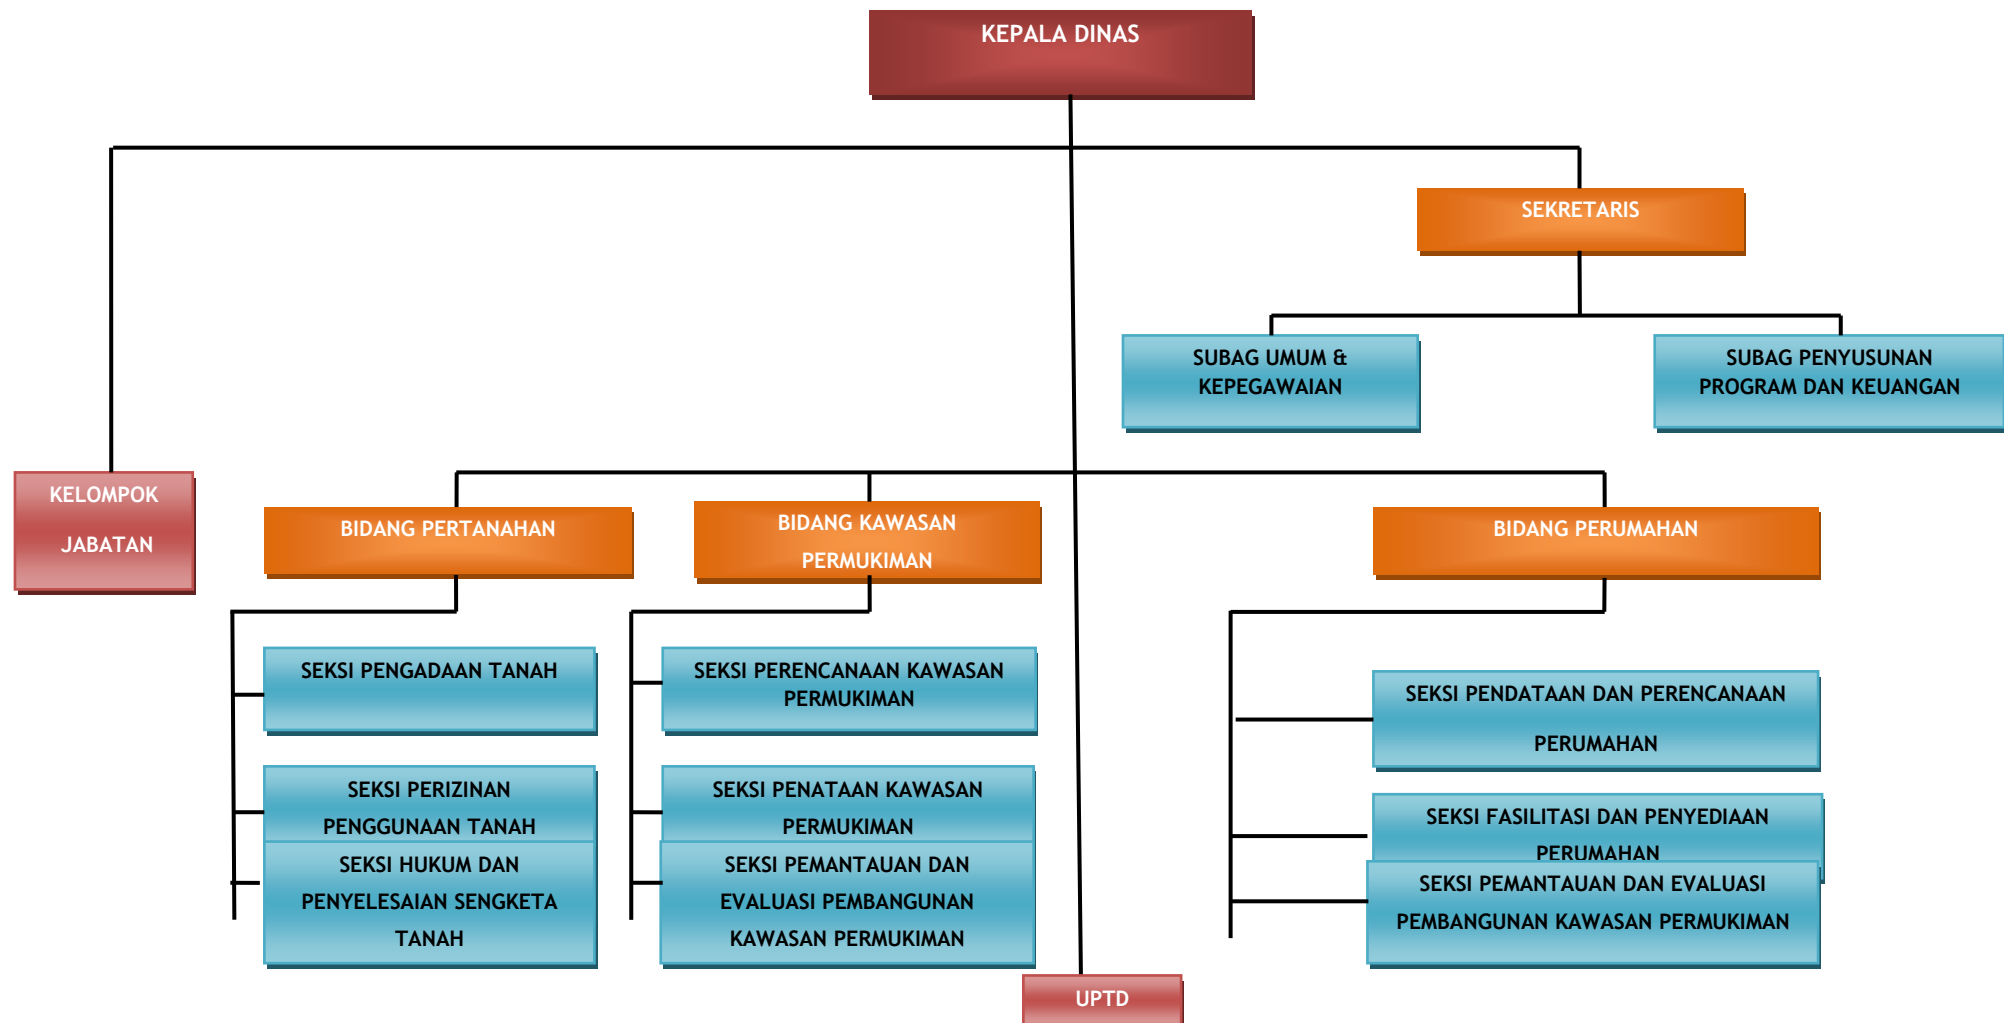 KEPALA DINAS
SEKRETARIS
SUBAG UMUM &
KEPEGAWAIAN
SUBAG PENYUSUNAN
PROGRAM DAN KEUANGAN
KELOMPOK
JABATAN
BIDANG PERTANAHAN
BIDANG KAWASAN
PERMUKIMAN
BIDANG PERUMAHAN
SEKSI PENGADAAN TANAH
SEKSI PERIZINAN
PENGGUNAAN TANAH
SEKSI HUKUM DAN
PENYELESAIAN SENGKETA
TANAH
SEKSI PERENCANAAN KAWASAN
PERMUKIMAN
SEKSI PENATAAN KAWASAN
PERMUKIMAN
SEKSI PEMANTAUAN DAN
EVALUASI PEMBANGUNAN
KAWASAN PERMUKIMAN
SEKSI PENDATAAN DAN PERENCANAAN
PERUMAHAN
SEKSI FASILITASI DAN PENYEDIAAN
PERUMAHAN
SEKSI PEMANTAUAN DAN EVALUASI
PEMBANGUNAN KAWASAN PERMUKIMAN
UPTD